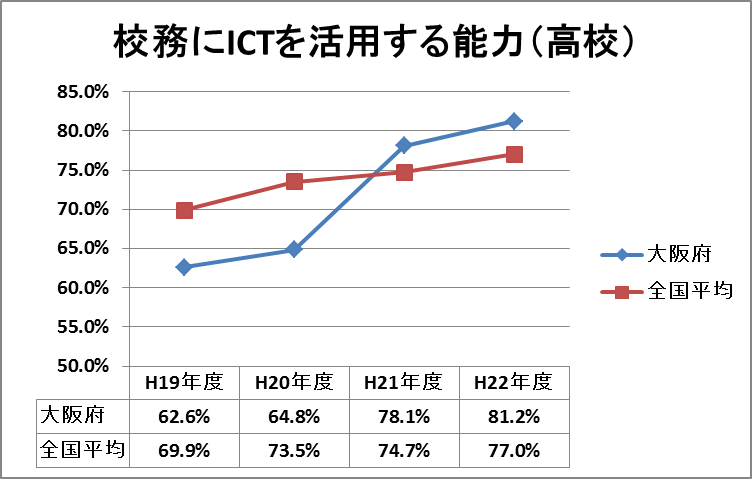 校務にICTを活用する能力（高校）
85.0%
80.0%
75.0%
70.0%
65.0%
60.0%
55.0%
50.0%
大阪府
全国平均
H19年度 H20年度 H21年度 H22年度
大阪府 62.6% 64.8% 78.1% 81.2%
全国平均 69.9% 73.5% 74.7% 77.0%